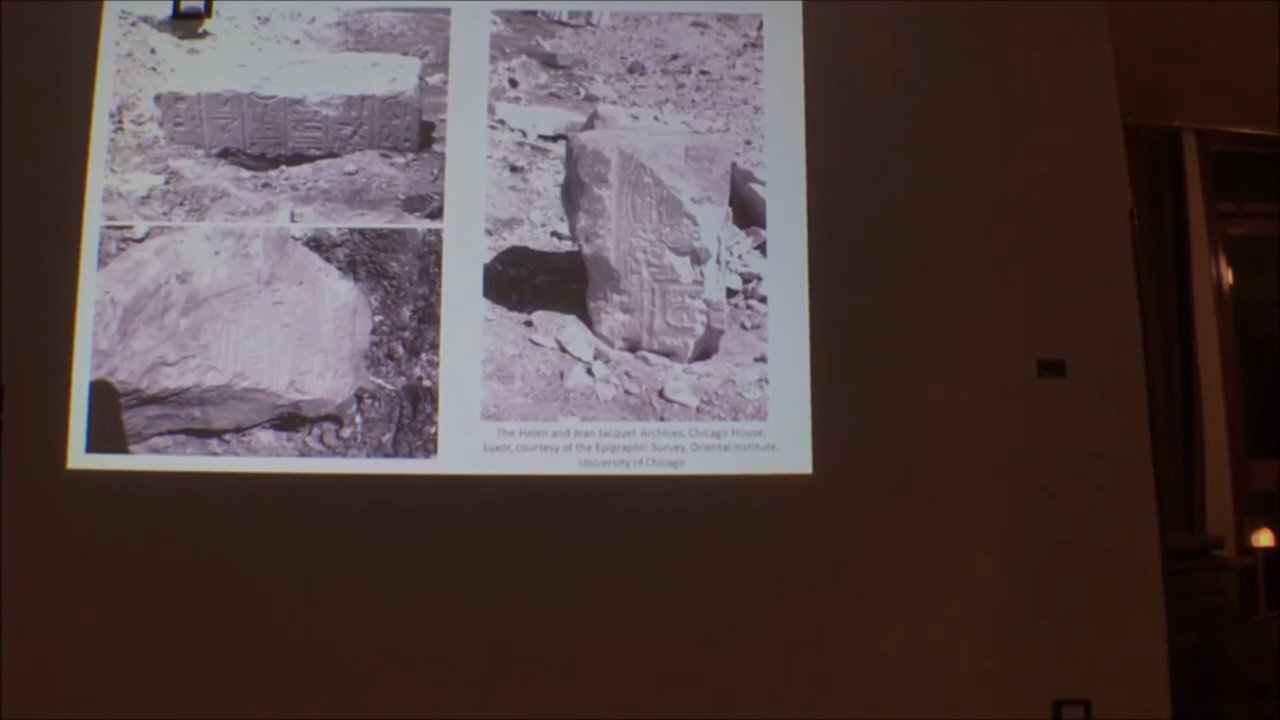 The Helen and Jean Jacquet Archives, Chicago House,
Luxor, courtesy of the Epigraphic Survey, Oriental Institute,
University of Chicago